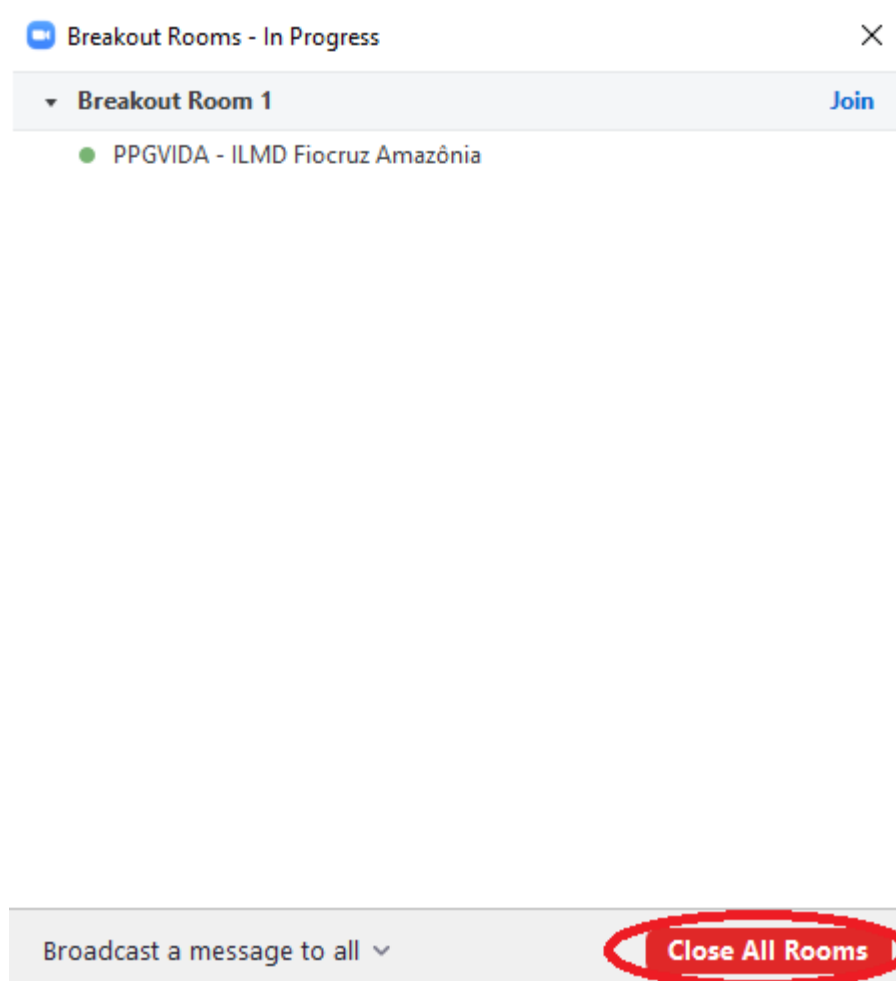 Breakout Rooms - In Progress
Breakout Room 1 Join
PPGVIDA - ILMD Fiocruz Amazônia
Broadcast a message to all Close All Rooms